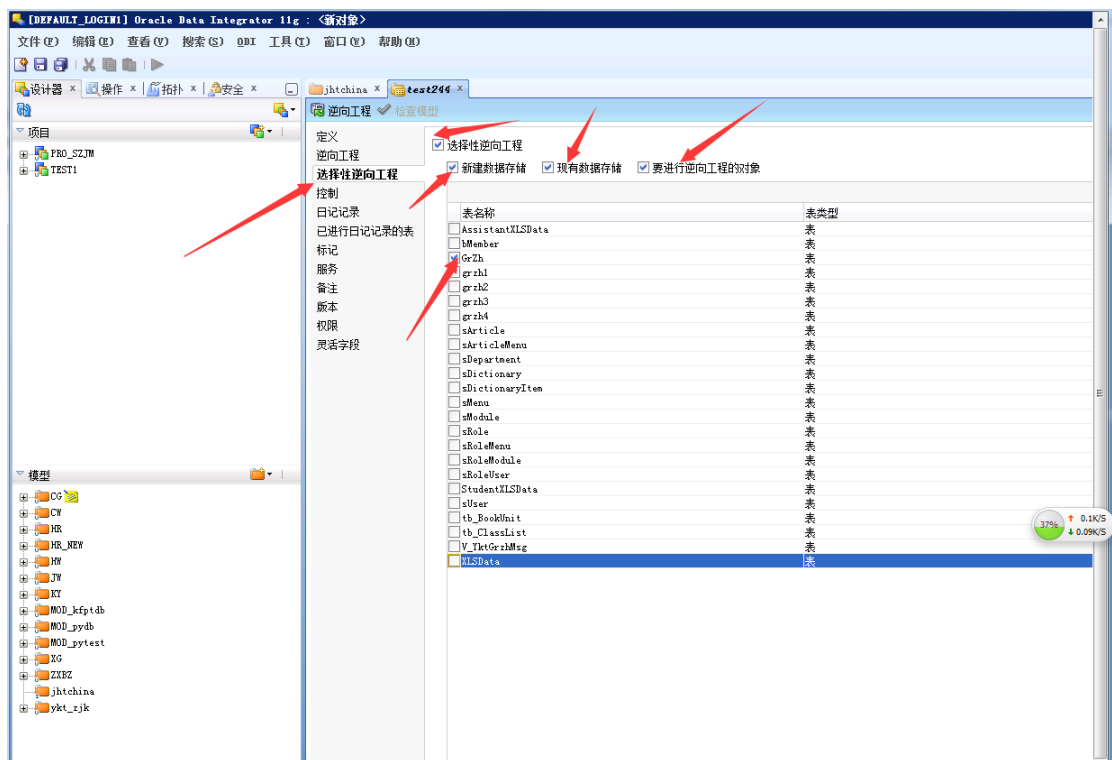 [DEFAULT_LOGIN1] Oracle Data Integrator 11g : <新对象>
文件(F) 编辑(E) 查看(V) 搜索(S) ODI 工具(T) 窗口(W) 帮助(H)
设计器 × 操作 × 拓扑 × 安全 ×
jhtchina × test244 ×
逆向工程 检查模型
项目
PRO_SZJM
TEST1
定义
逆向工程
选择性逆向工程
控制
日记记录
已进行日记记录的表
标记
服务
备注
版本
权限
灵活字段
选择性逆向工程
新建数据存储 现有数据存储 要进行逆向工程的对象
表名称 表类型
AssistantXLSData 表
bMember 表
GrZh 表
grzh1 表
grzh2 表
grzh3 表
grzh4 表
sArticle 表
sArticleMenu 表
sDepartment 表
sDictionary 表
sDictionaryItem 表
sMenu 表
sModule 表
sRole 表
sRoleMenu 表
sRoleModule 表
sRoleUser 表
StudentXLSData 表
sUser 表
tb_BookUnit 表
tb_ClassList 表
V_YktGrzhMsg 表
XLSData 表
模型
CG
CW
HR
HR_NEW
HW
JW
KY
MOD_kfptdb
MOD_pydb
MOD_pytest
XG
ZXBZ
jhtchina
ykt_zjk
37%
0.1K/S
0.09K/S